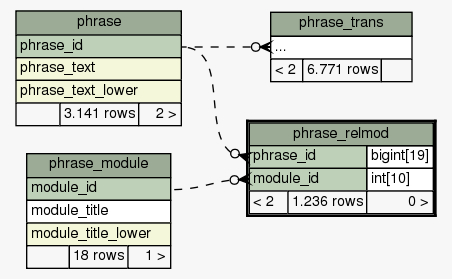 phrase
phrase_id
phrase_text
phrase_text_lower
3.141 rows 2 >
phrase_trans
...
< 2 6.771 rows
phrase_relmod
phrase_id bigint[19]
module_id int[10]
< 2 1.236 rows 0 >
phrase_module
module_id
module_title
module_title_lower
18 rows 1 >